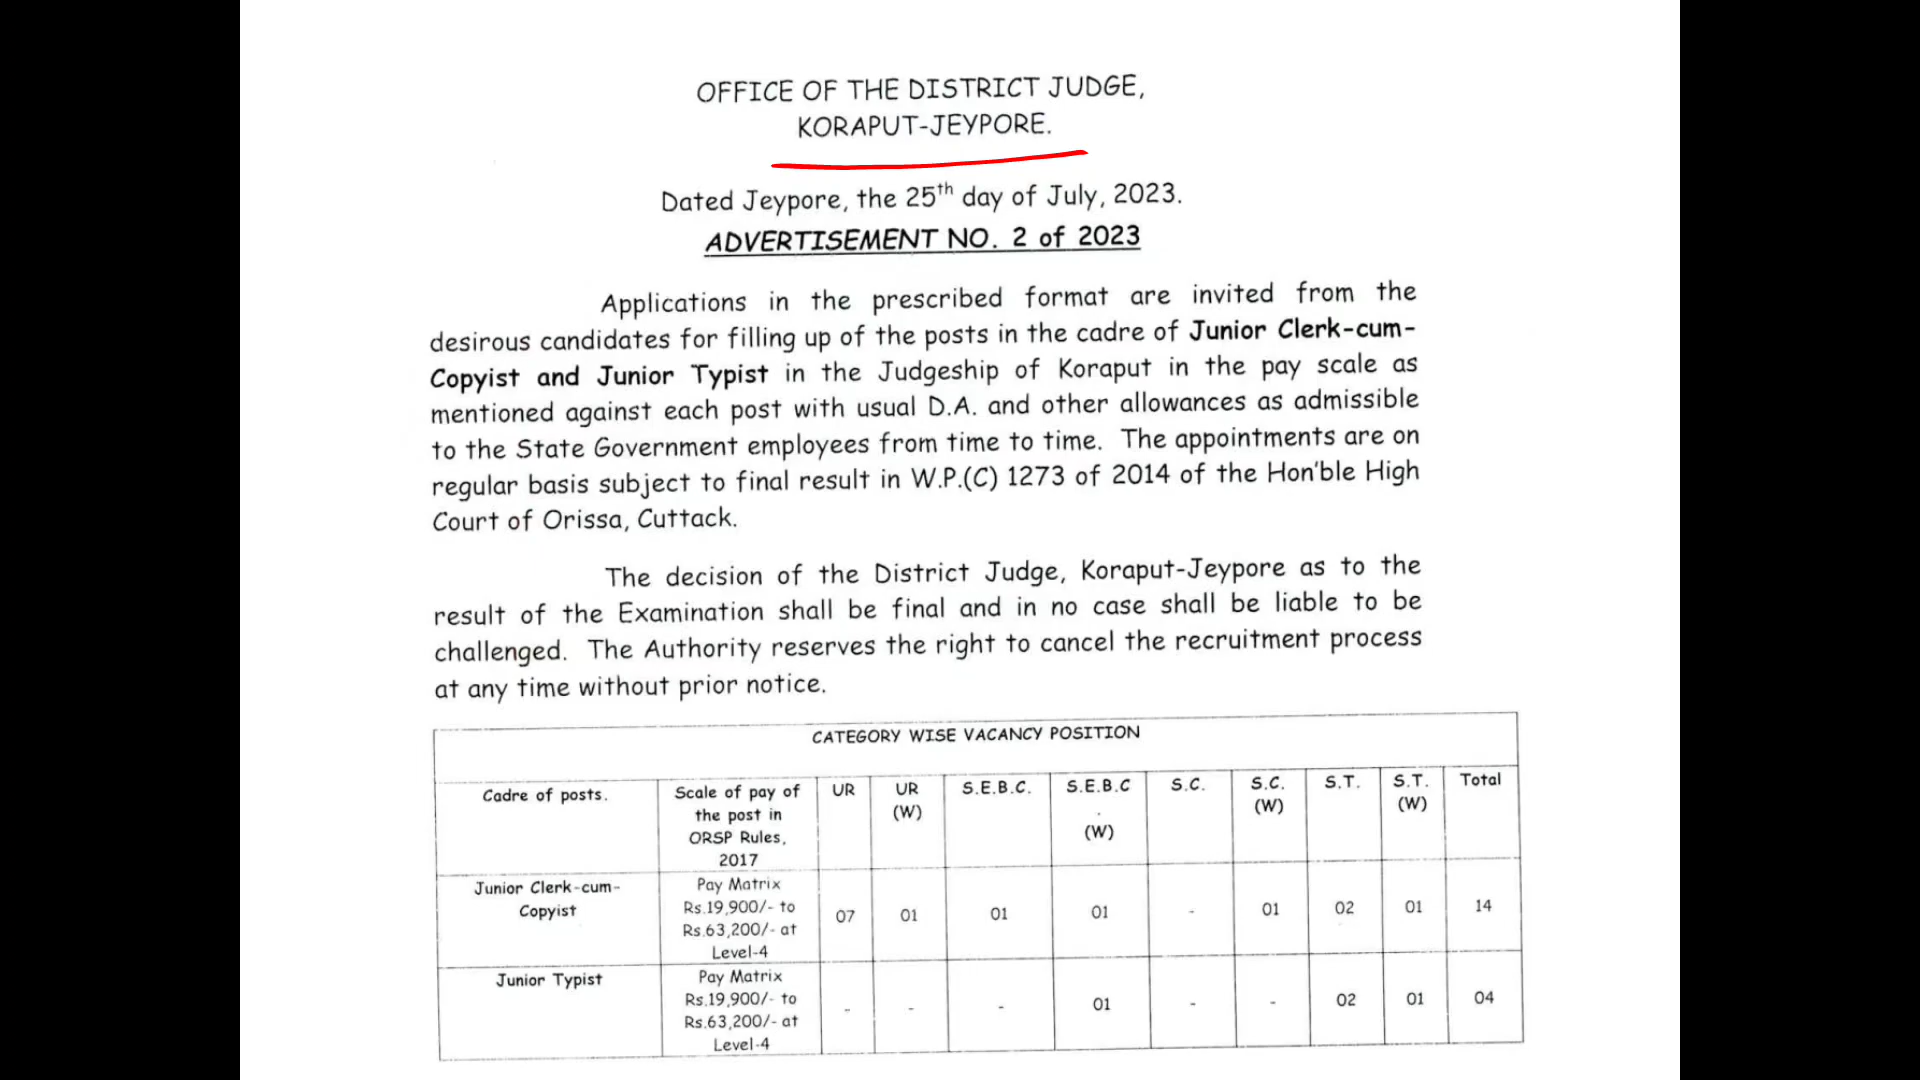 OFFICE OF THE DISTRICT JUDGE,
KORAPUT-JEYPORE.
Dated Jeypore, the 25th day of July, 2023.
ADVERTISEMENT NO. 2 of 2023
Applications in the prescribed format are invited from the
desirous candidates for filling up of the posts in the cadre of Junior Clerk-cum-
Copyist and Junior Typist in the Judgeship of Koraput in the pay scale as
mentioned against each post with usual D.A. and other allowances as admissible
to the State Government employees from time to time. The appointments are on
regular basis subject to final result in W.P.(C) 1273 of 2014 of the Hon'ble High
Court of Orissa, Cuttack.
The decision of the District Judge, Koraput-Jeypore as to the
result of the Examination shall be final and in no case shall be liable to be
challenged. The Authority reserves the right to cancel the recruitment process
at any time without prior notice.
CATEGORY WISE VACANCY POSITION
Cadre of posts. Scale of pay of UR UR S.E.B.C. S.E.B.C S.C. S.C. S.T. S.T. Total
the post in (W) . (W) (W)
ORSP Rules, (W)
2017
Junior Clerk-cum- Pay Matrix
Copyist Rs.19,900/- to 07 01 01 01 - 01 02 01 14
Rs.63,200/- at
Level-4
Junior Typist Pay Matrix
Rs.19,900/- to - - - 01 - - 02 01 04
Rs.63,200/- at
Level-4